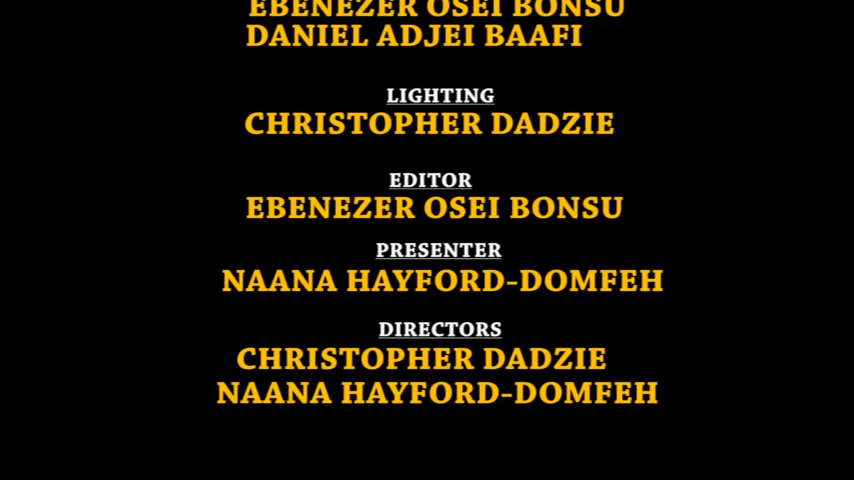 EBENEZER OSEI BONSU
DANIEL ADJEI BAAFI
LIGHTING
CHRISTOPHER DADZIE
EDITOR
EBENEZER OSEI BONSU
PRESENTER
NAANA HAYFORD-DOMFEH
DIRECTORS
CHRISTOPHER DADZIE
NAANA HAYFORD-DOMFEH